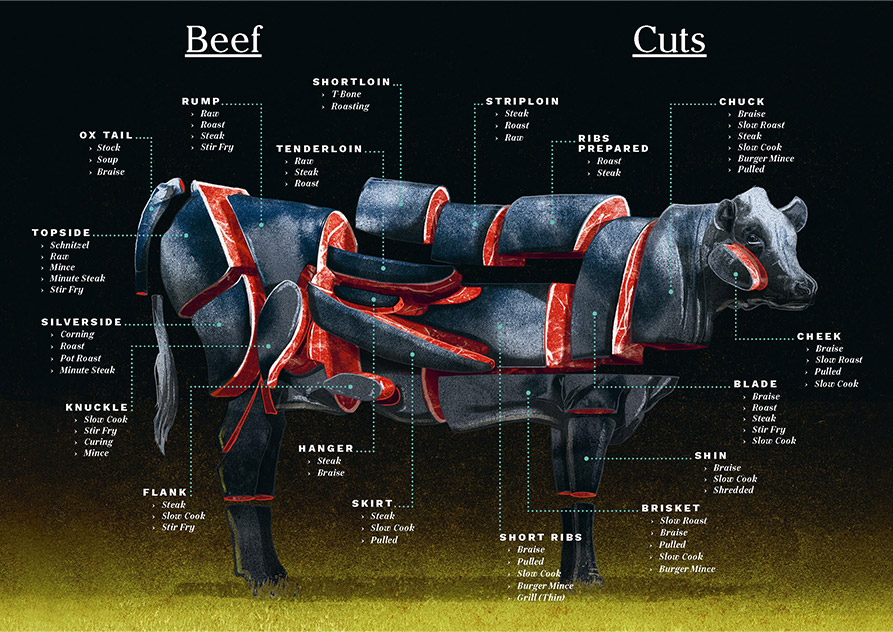 Beef Cuts
SHORTLOIN
› T-Bone
› Roasting
RUMP
› Raw
› Roast
› Steak
› Stir Fry
STRIPLOIN
› Steak
› Roast
› Raw
CHUCK
› Braise
› Slow Roast
› Steak
› Slow Cook
› Burger Mince
› Pulled
OX TAIL
› Stock
› Soup
› Braise
TENDERLOIN
› Raw
› Steak
› Roast
RIBS
PREPARED
› Roast
› Steak
TOPSIDE
› Schnitzel
› Raw
› Mince
› Minute Steak
› Stir Fry
SILVERSIDE
› Corning
› Roast
› Pot Roast
› Minute Steak
CHEEK
› Braise
› Slow Roast
› Pulled
› Slow Cook
KNUCKLE
› Slow Cook
› Stir Fry
› Curing
› Mince
BLADE
› Braise
› Roast
› Steak
› Stir Fry
› Slow Cook
HANGER
› Steak
› Braise
SHIN
› Braise
› Slow Cook
› Shredded
FLANK
› Steak
› Slow Cook
› Stir Fry
SKIRT
› Steak
› Slow Cook
› Pulled
BRISKET
› Slow Roast
› Braise
› Pulled
› Slow Cook
› Burger Mince
SHORT RIBS
› Braise
› Pulled
› Slow Cook
› Burger Mince
› Grill (Thin)